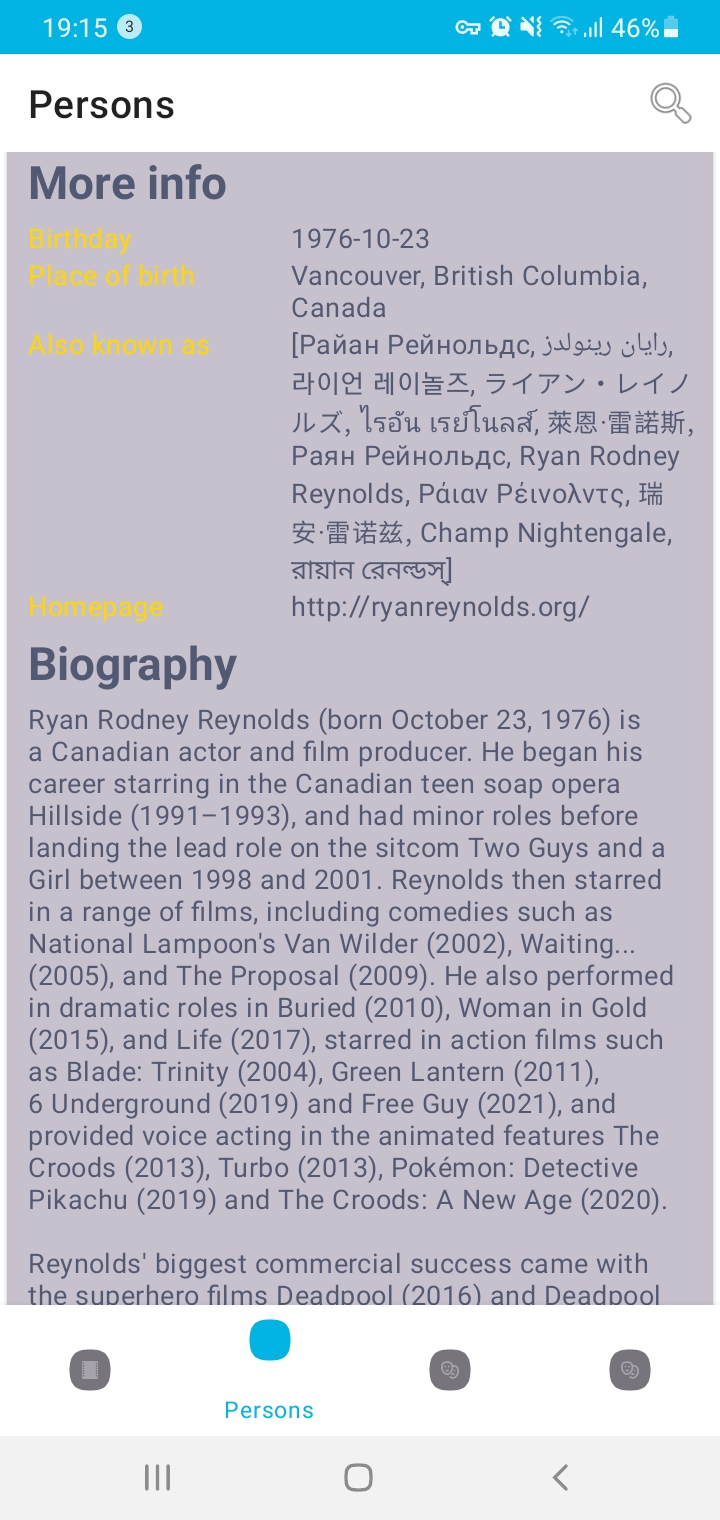 19:15 3 46%
Persons
More info
Birthday 1976-10-23
Place of birth Vancouver, British Columbia,
Canada
Also known as [Райан Рейнольдс, رایان رینولدز,
라이언 레이놀즈, ライアン・レイノ
ルズ, ไรอัน เรย์โนลส์, 萊恩·雷諾斯,
Раян Рейнольдс, Ryan Rodney
Reynolds, Ράιαν Ρέινολντς, 瑞
安·雷诺兹, Champ Nightengale,
রায়ান রেনল্ডস্]
Homepage http://ryanreynolds.org/
Biography
Ryan Rodney Reynolds (born October 23, 1976) is
a Canadian actor and film producer. He began his
career starring in the Canadian teen soap opera
Hillside (1991–1993), and had minor roles before
landing the lead role on the sitcom Two Guys and a
Girl between 1998 and 2001. Reynolds then starred
in a range of films, including comedies such as
National Lampoon's Van Wilder (2002), Waiting...
(2005), and The Proposal (2009). He also performed
in dramatic roles in Buried (2010), Woman in Gold
(2015), and Life (2017), starred in action films such
as Blade: Trinity (2004), Green Lantern (2011),
6 Underground (2019) and Free Guy (2021), and
provided voice acting in the animated features The
Croods (2013), Turbo (2013), Pokémon: Detective
Pikachu (2019) and The Croods: A New Age (2020).
Reynolds' biggest commercial success came with
the superhero films Deadpool (2016) and Deadpool
Persons